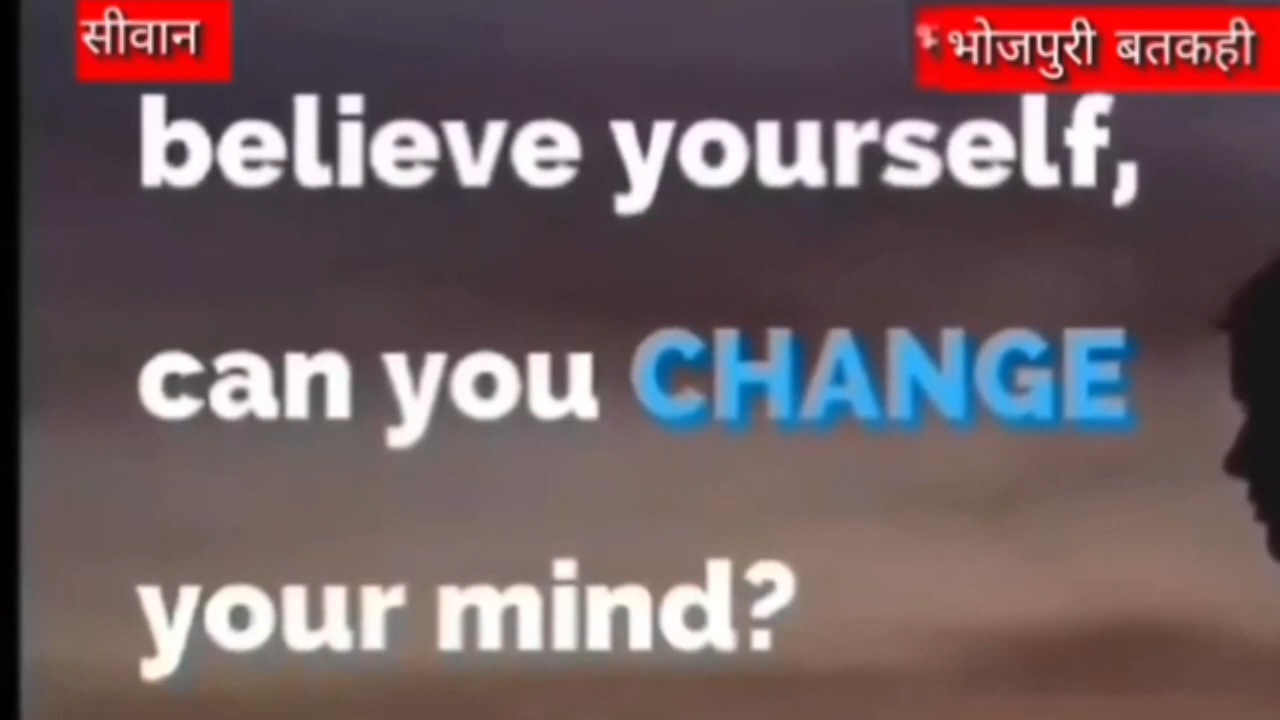 सीवान
भोजपुरी बतकही
believe yourself,
can you CHANGE
your mind?